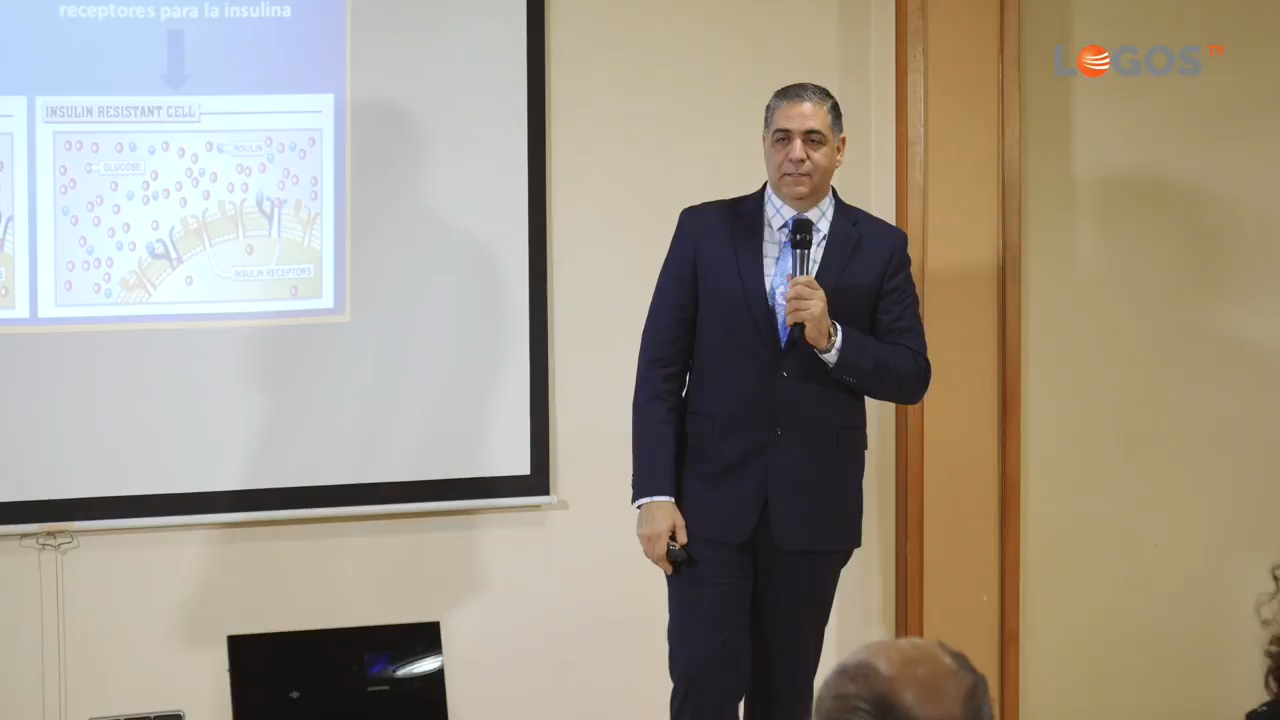 receptores para la insulina
INSULIN RESISTANT CELL
INSULIN
GLUCOSE
INSULIN RECEPTORS
LOGOS TV